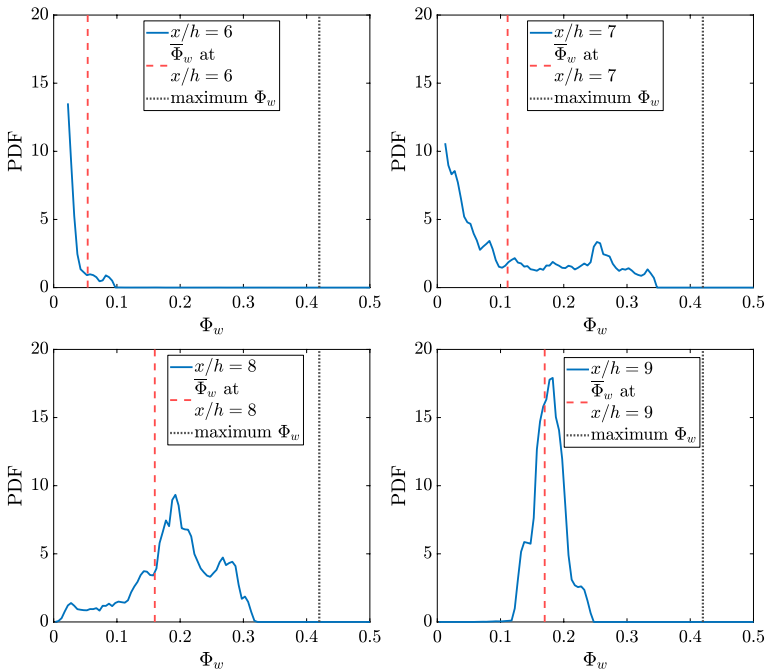 20
15
10
5
0
PDF
0
0.1
0.2
0.3
0.4
0.5
Φ_w
x/h = 6
Φ̅_w at
x/h = 6
maximum Φ_w
20
15
10
5
0
PDF
0
0.1
0.2
0.3
0.4
0.5
Φ_w
x/h = 7
Φ̅_w at
x/h = 7
maximum Φ_w
20
15
10
5
0
PDF
0
0.1
0.2
0.3
0.4
0.5
Φ_w
x/h = 8
Φ̅_w at
x/h = 8
maximum Φ_w
20
15
10
5
0
PDF
0
0.1
0.2
0.3
0.4
0.5
Φ_w
x/h = 9
Φ̅_w at
x/h = 9
maximum Φ_w